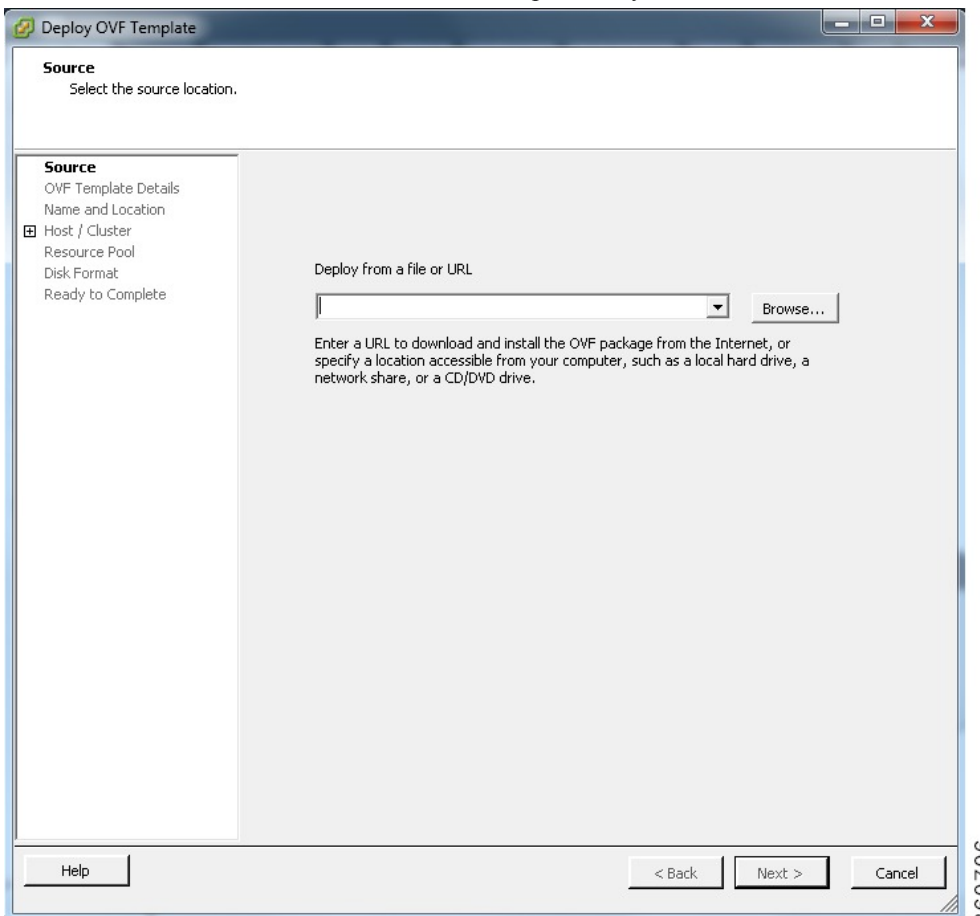 Deploy OVF Template
Source
Select the source location.
Source
OVF Template Details
Name and Location
Host / Cluster
Resource Pool
Disk Format
Ready to Complete
Deploy from a file or URL
Browse...
Enter a URL to download and install the OVF package from the Internet, or
specify a location accessible from your computer, such as a local hard drive, a
network share, or a CD/DVD drive.
Help
< Back
Next >
Cancel